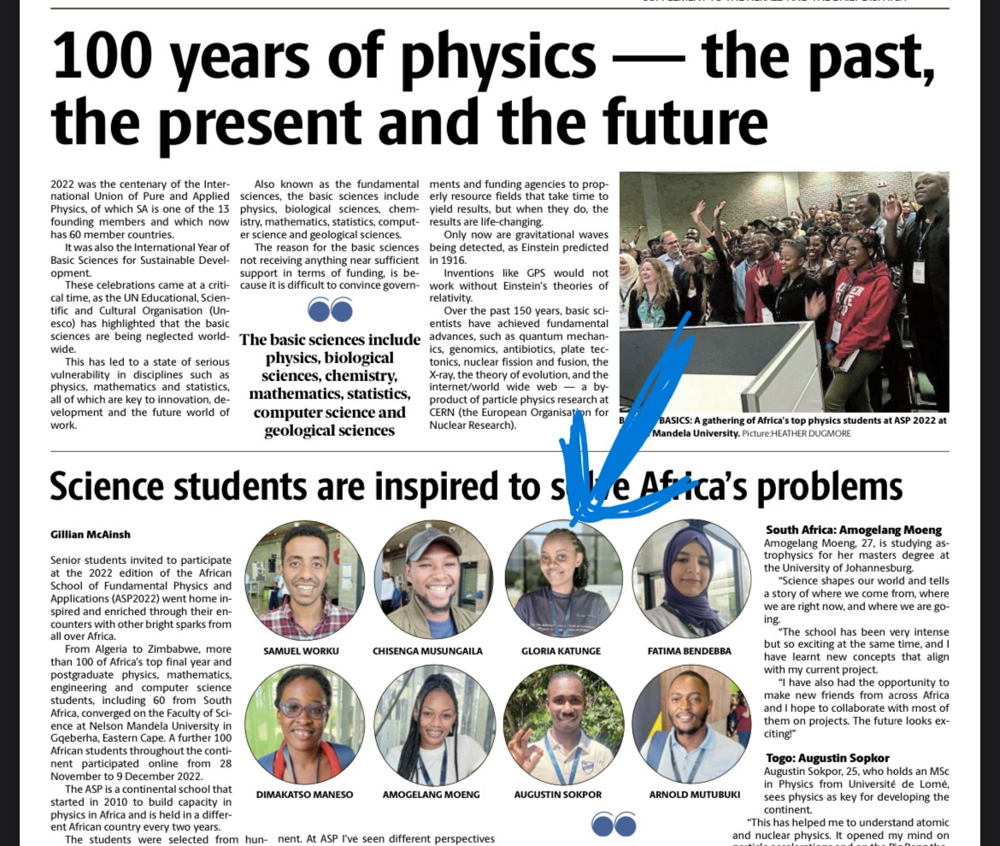 100 years of physics — the past,
the present and the future
2022 was the centenary of the Inter-
national Union of Pure and Applied
Physics, of which SA is one of the 13
founding members and which now
has 60 member countries.
It was also the International Year of
Basic Sciences for Sustainable Devel-
opment.
These celebrations came at a criti-
cal time, as the UN Educational, Scien-
tific and Cultural Organisation (Un-
esco) has highlighted that the basic
sciences are being neglected world-
wide.
This has led to a state of serious
vulnerability in disciplines such as
physics, mathematics and statistics,
all of which are key to innovation, de-
velopment and the future world of
work.
Also known as the fundamental
sciences, the basic sciences include
physics, biological sciences, chem-
istry, mathematics, statistics, comput-
er science and geological sciences.
The reason for the basic sciences
not receiving anything near sufficient
support in terms of funding, is be-
cause it is difficult to convince govern-
The basic sciences include
physics, biological
sciences, chemistry,
mathematics, statistics,
computer science and
geological sciences
ments and funding agencies to prop-
erly resource fields that take time to
yield results, but when they do, the
results are life-changing.
Only now are gravitational waves
being detected, as Einstein predicted
in 1916.
Inventions like GPS would not
work without Einstein's theories of
relativity.
Over the past 150 years, basic sci-
entists have achieved fundamental
advances, such as quantum mechan-
ics, genomics, antibiotics, plate tec-
tonics, nuclear fission and fusion, the
X-ray, the theory of evolution, and the
internet/world wide web — a by-
product of particle physics research at
CERN (the European Organisation for
Nuclear Research).
BASICS: A gathering of Africa's top physics students at ASP 2022 at
Mandela University. Picture:HEATHER DUGMORE
Science students are inspired to solve Africa's problems
Gillian McAinsh
Senior students invited to participate
at the 2022 edition of the African
School of Fundamental Physics and
Applications (ASP2022) went home in-
spired and enriched through their en-
counters with other bright sparks from
all over Africa.
From Algeria to Zimbabwe, more
than 100 of Africa's top final year and
postgraduate physics, mathematics,
engineering and computer science
students, including 60 from South
Africa, converged on the Faculty of Sci-
ence at Nelson Mandela University in
Gqeberha, Eastern Cape. A further 100
African students throughout the conti-
nent participated online from 28
November to 9 December 2022.
The ASP is a continental school that
started in 2010 to build capacity in
physics in Africa and is held in a differ-
ent African country every two years.
The students were selected from hun-
SAMUEL WORKU
CHISENGA MUSUNGAILA
GLORIA KATUNGE
FATIMA BENDEBBA
DIMAKATSO MANESO
AMOGELANG MOENG
AUGUSTIN SOKPOR
ARNOLD MUTUBUKI
nent. At ASP I've seen different perspectives
South Africa: Amogelang Moeng
Amogelang Moeng, 27, is studying as-
trophysics for her masters degree at
the University of Johannesburg.
"Science shapes our world and tells
a story of where we come from, where
we are right now, and where we are go-
ing.
"The school has been very intense
but so exciting at the same time, and I
have learnt new concepts that align
with my current project.
"I have also had the opportunity to
make new friends from across Africa
and I hope to collaborate with most of
them on projects. The future looks ex-
citing!"
Togo: Augustin Sopkor
Augustin Sokpor, 25, who holds an MSc
in Physics from Université de Lomé,
sees physics as key for developing the
continent.
"This has helped me to understand atomic
and nuclear physics. It opened my mind on